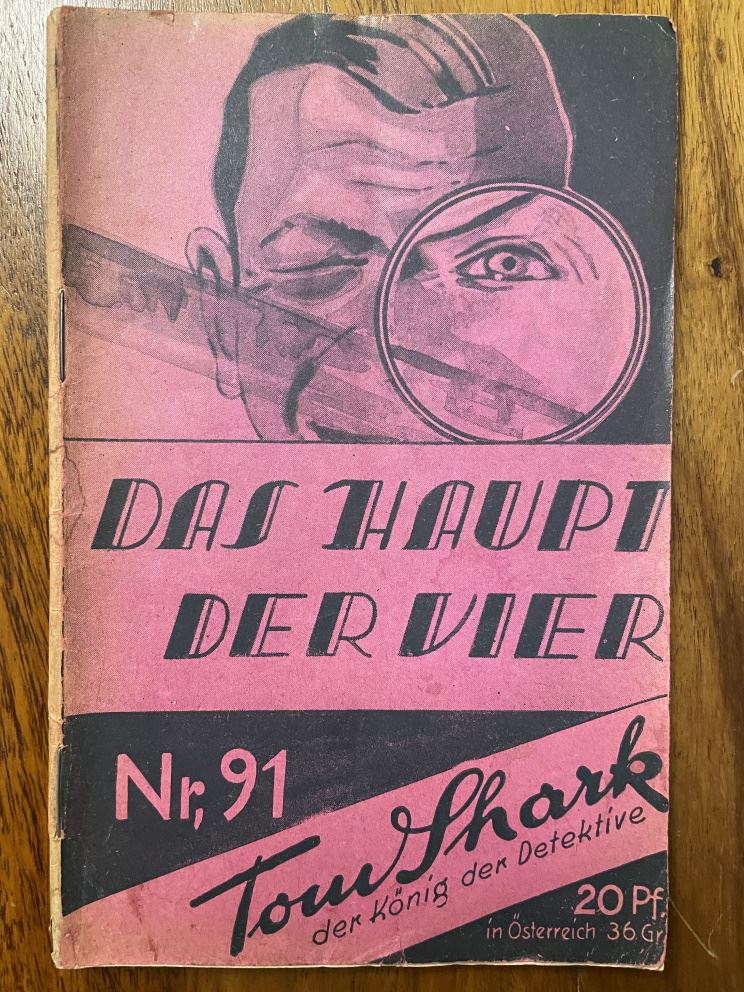 DAS HAUPT
DER VIER
Nr, 91
Tom Shark
der König der Detektive
20 Pf.
in Österreich 36 Gr